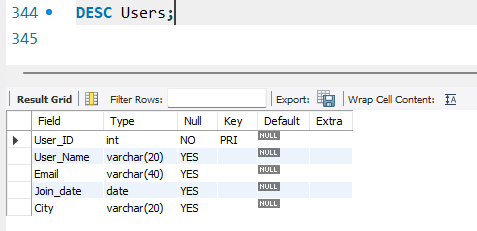 344 DESC Users;
345
Result Grid Filter Rows: Export: Wrap Cell Content:
Field Type Null Key Default Extra
User_ID int NO PRI NULL
User_Name varchar(20) YES NULL
Email varchar(40) YES NULL
Join_date date YES NULL
City varchar(20) YES NULL